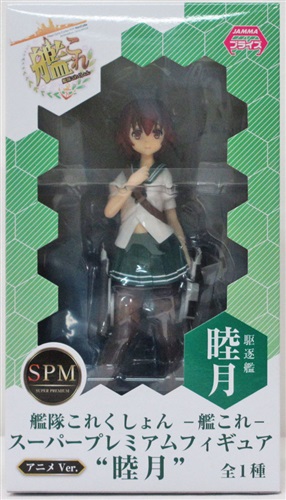 艦これ
JAMMA
プライズ
駆逐艦
睦月
SPM
SUPER PREMIUM
艦隊これくしょん -艦これ-
スーパープレミアムフィギュア
アニメ Ver.
“睦月”
全1種